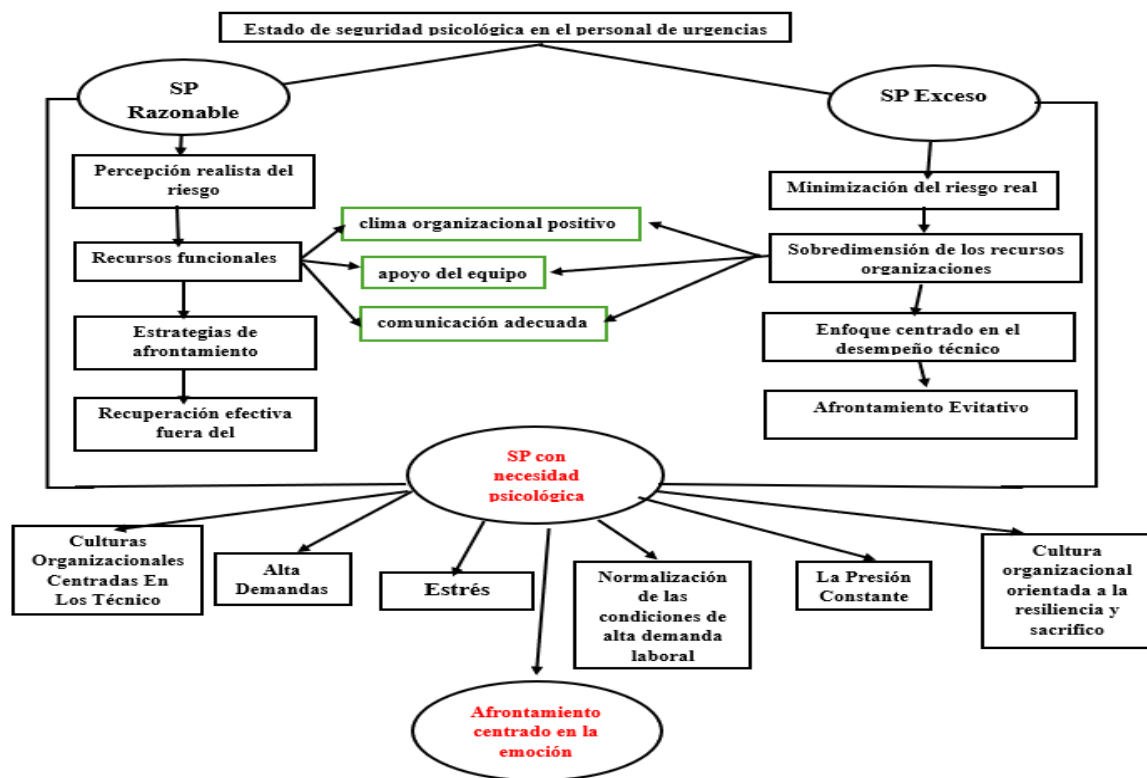 Estado de seguridad psicológica en el personal de urgencias
SP
Razonable
SP Exceso
Percepción realista del
riesgo
Minimización del riesgo real
clima organizacional positivo
Recursos funcionales
Sobredimensión de los recursos
organizaciones
apoyo del equipo
comunicación adecuada
Estrategias de
afrontamiento
Enfoque centrado en el
desempeño técnico
Recuperación efectiva
fuera del
Afrontamiento Evitativo
SP con
necesidad
psicológica
Culturas
Organizacionales
Centradas En
Los Técnico
Alta
Demandas
Estrés
Normalización
de las
condiciones de
alta demanda
laboral
La Presión
Constante
Cultura
organizacional
orientada a la
resiliencia y
sacrifico
Afrontamiento
centrado en la
emoción